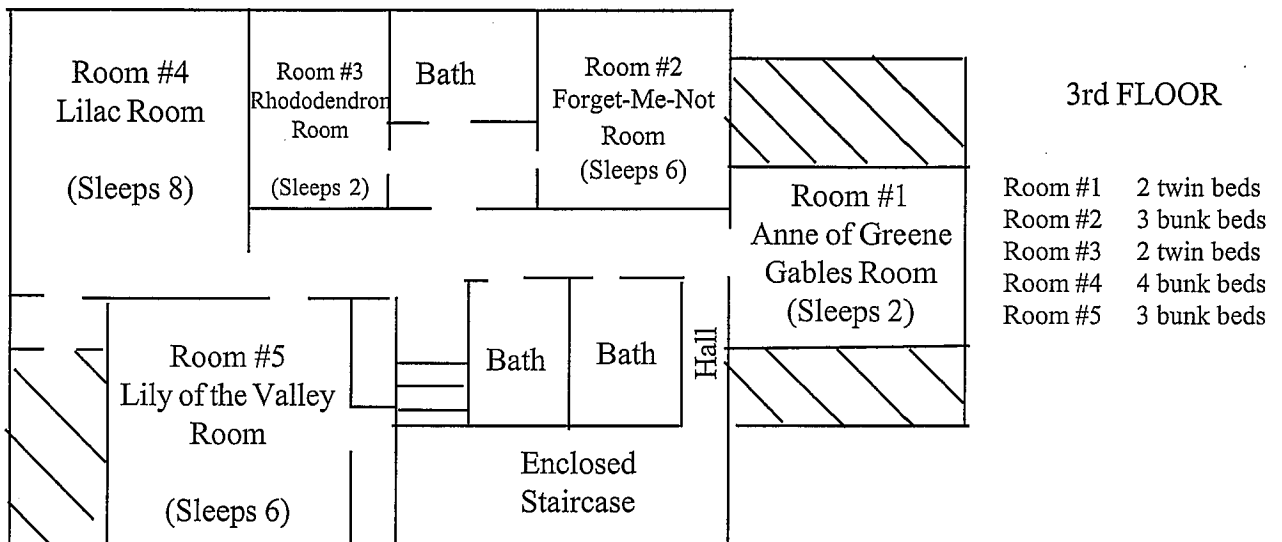 Room #4
Lilac Room
(Sleeps 8)
Room #3
Rhododendron
Room
(Sleeps 2)
Bath
Room #2
Forget-Me-Not
Room
(Sleeps 6)
Room #1
Anne of Greene
Gables Room
(Sleeps 2)
Room #5
Lily of the Valley
Room
(Sleeps 6)
Bath
Bath
Hall
Enclosed
Staircase
3rd FLOOR
Room #1 2 twin beds
Room #2 3 bunk beds
Room #3 2 twin beds
Room #4 4 bunk beds
Room #5 3 bunk beds